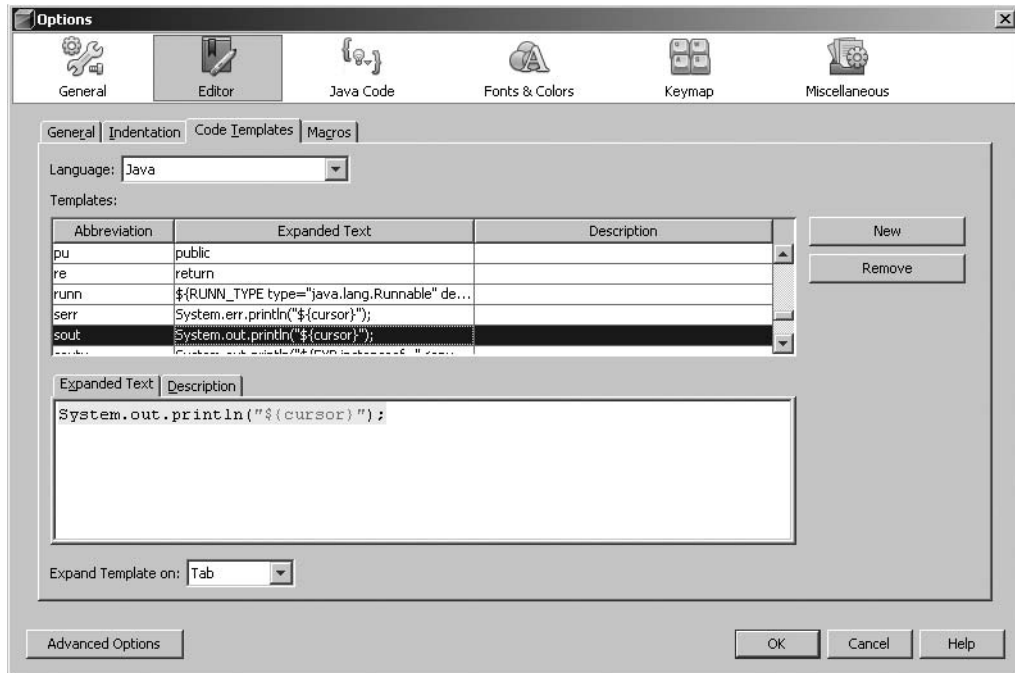 Options
General Editor Java Code Fonts & Colors Keymap Miscellaneous
General Indentation Code Templates Macros
Language: Java
Templates:
Abbreviation Expanded Text Description
New
pu public
re return
Remove
runn ${RUNN_TYPE type="java.lang.Runnable" de...
serr System.err.println("${cursor}");
sout System.out.println("${cursor}");
Expanded Text Description
System.out.println("${cursor}");
Expand Template on: Tab
Advanced Options OK Cancel Help